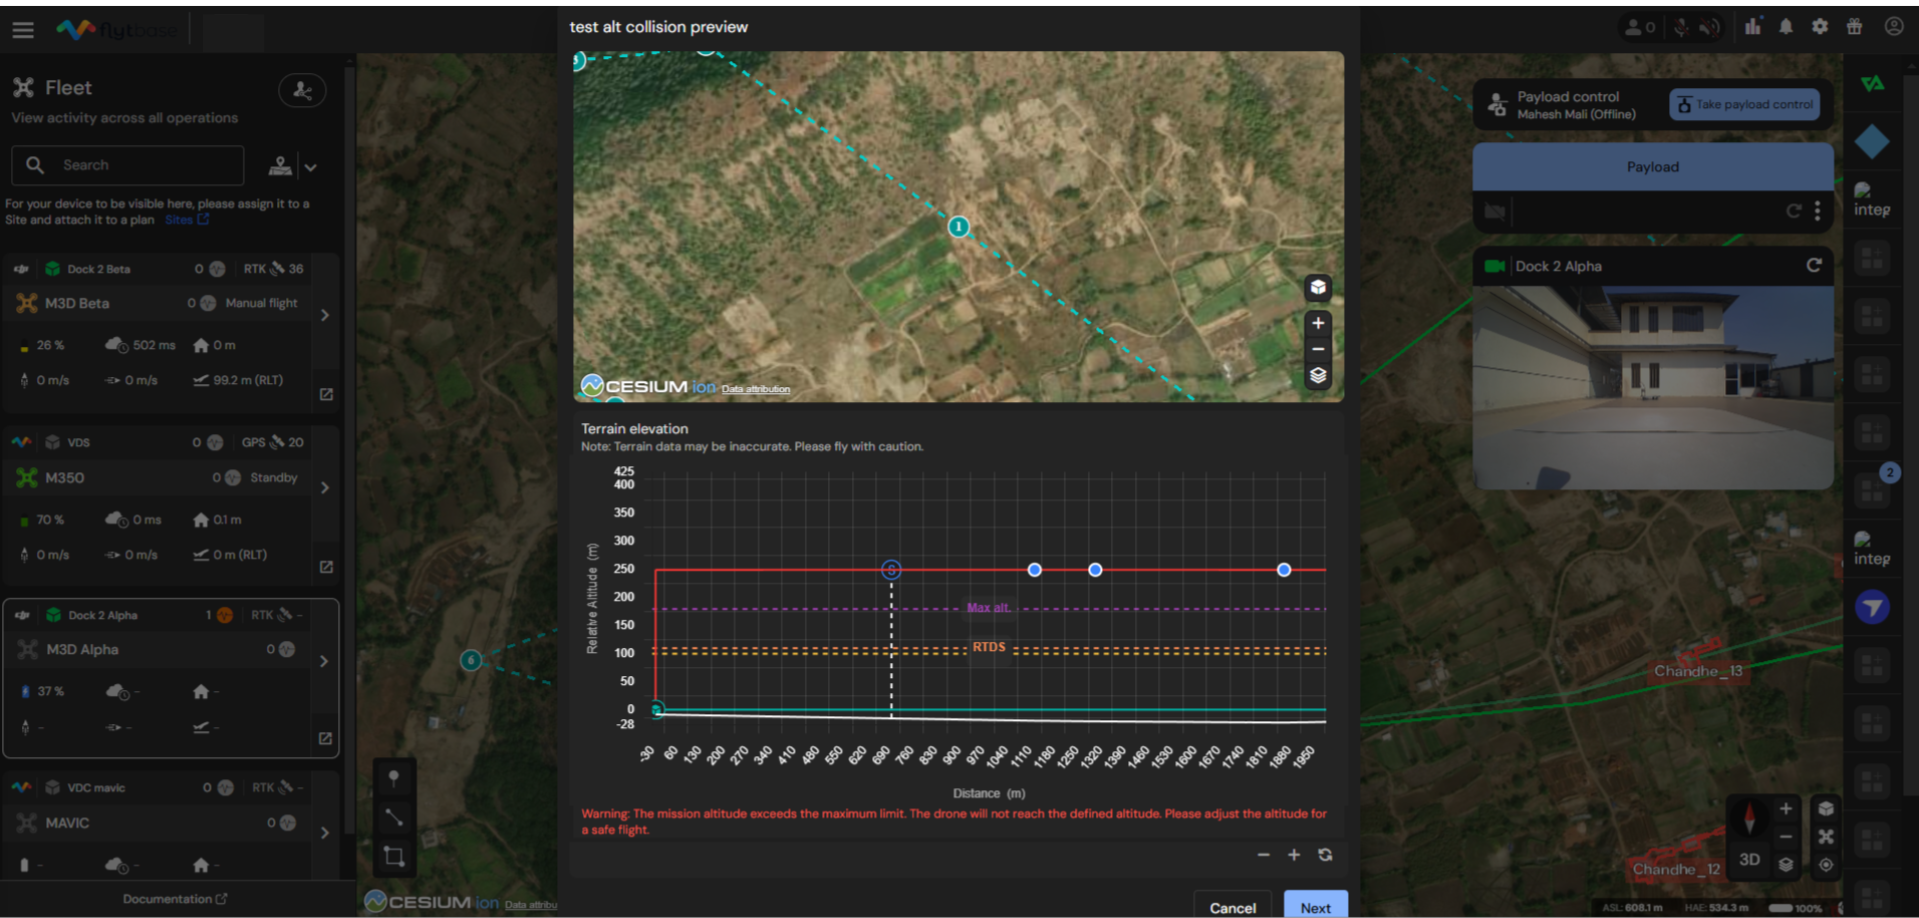 flytbase
test alt collision preview
0
Fleet
View activity across all operations
Search
For your device to be visible here, please assign it to a
Site and attach it to a plan Sites
Dock 2 Beta 0 RTK 36
M3D Beta 0 Manual flight
26 % 502 ms 0 m
0 m/s 0 m/s 99.2 m (RLT)
VDS 0 GPS 20
M350 0 Standby
70 % 0 ms 0.1 m
0 m/s 0 m/s 0 m (RLT)
Dock 2 Alpha 1 RTK -
M3D Alpha 0
37 % - -
- - -
VDC mavic 0 RTK -
MAVIC 0
- - -
Documentation
6
CESIUM ion Data attribu
3
1
CESIUM ion Data attribution
Terrain elevation
Note: Terrain data may be inaccurate. Please fly with caution.
Relative Altitude (m)
425
400
350
300
250
200
150
100
50
0
-28
S
Max alt.
RTDS
-30 60 130 200 270 340 410 480 550 620 690 760 830 900 970 1040 1110 1180 1250 1320 1390 1460 1530 1600 1670 1740 1810 1880 1950
Distance (m)
Warning: The mission altitude exceeds the maximum limit. The drone will not reach the defined altitude. Please adjust the altitude for
a safe flight.
Cancel Next
Payload control
Mahesh Mali (Offline)
Take payload control
Payload
Dock 2 Alpha
integ
2
integ
Chandhe_13
Chandhe_12
3D
ASL: 608.1 m HAE: 534.3 m 100%